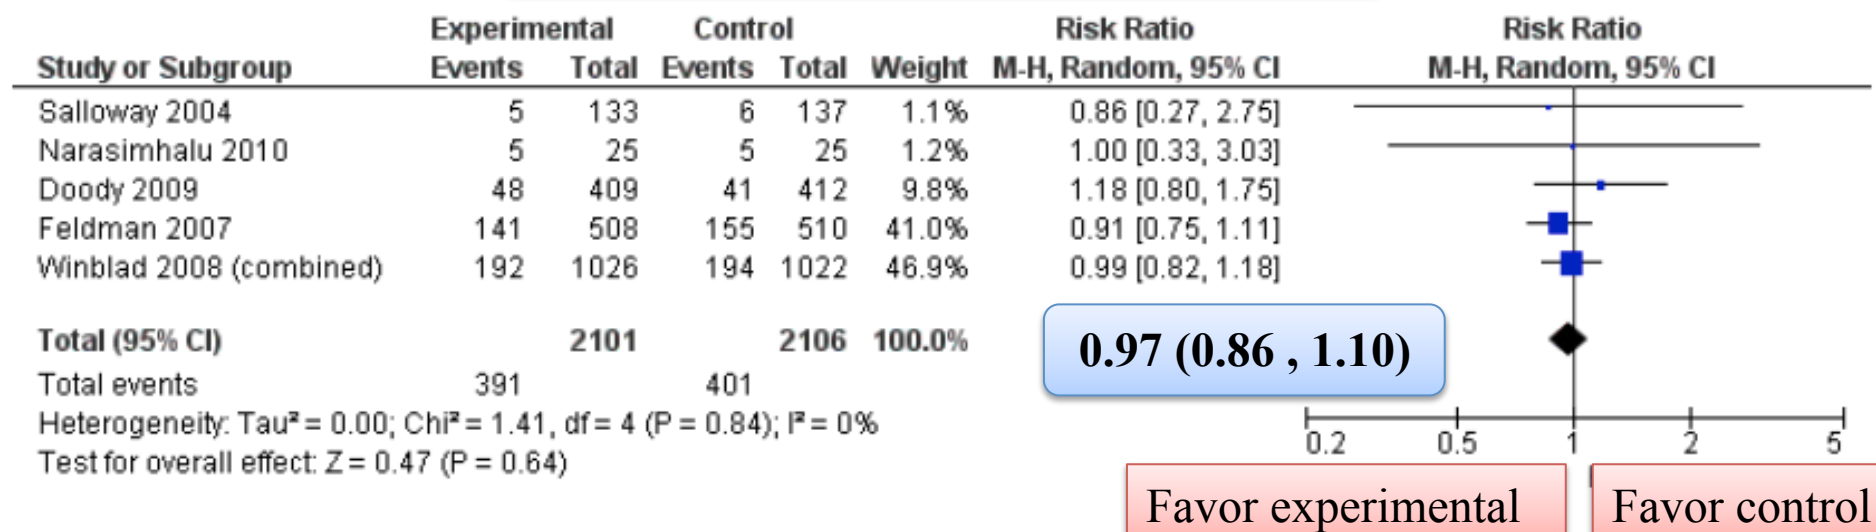 Experimental Control Risk Ratio Risk Ratio
Study or Subgroup Events Total Events Total Weight M-H, Random, 95% CI M-H, Random, 95% CI
Salloway 2004 5 133 6 137 1.1% 0.86 [0.27, 2.75]
Narasimhalu 2010 5 25 5 25 1.2% 1.00 [0.33, 3.03]
Doody 2009 48 409 41 412 9.8% 1.18 [0.80, 1.75]
Feldman 2007 141 508 155 510 41.0% 0.91 [0.75, 1.11]
Winblad 2008 (combined) 192 1026 194 1022 46.9% 0.99 [0.82, 1.18]
Total (95% CI) 2101 2106 100.0% 0.97 (0.86 , 1.10)
Total events 391 401
Heterogeneity: Tau² = 0.00; Chi² = 1.41, df = 4 (P = 0.84); I² = 0%
Test for overall effect: Z = 0.47 (P = 0.64)
0.2 0.5 1 2 5
Favor experimental Favor control